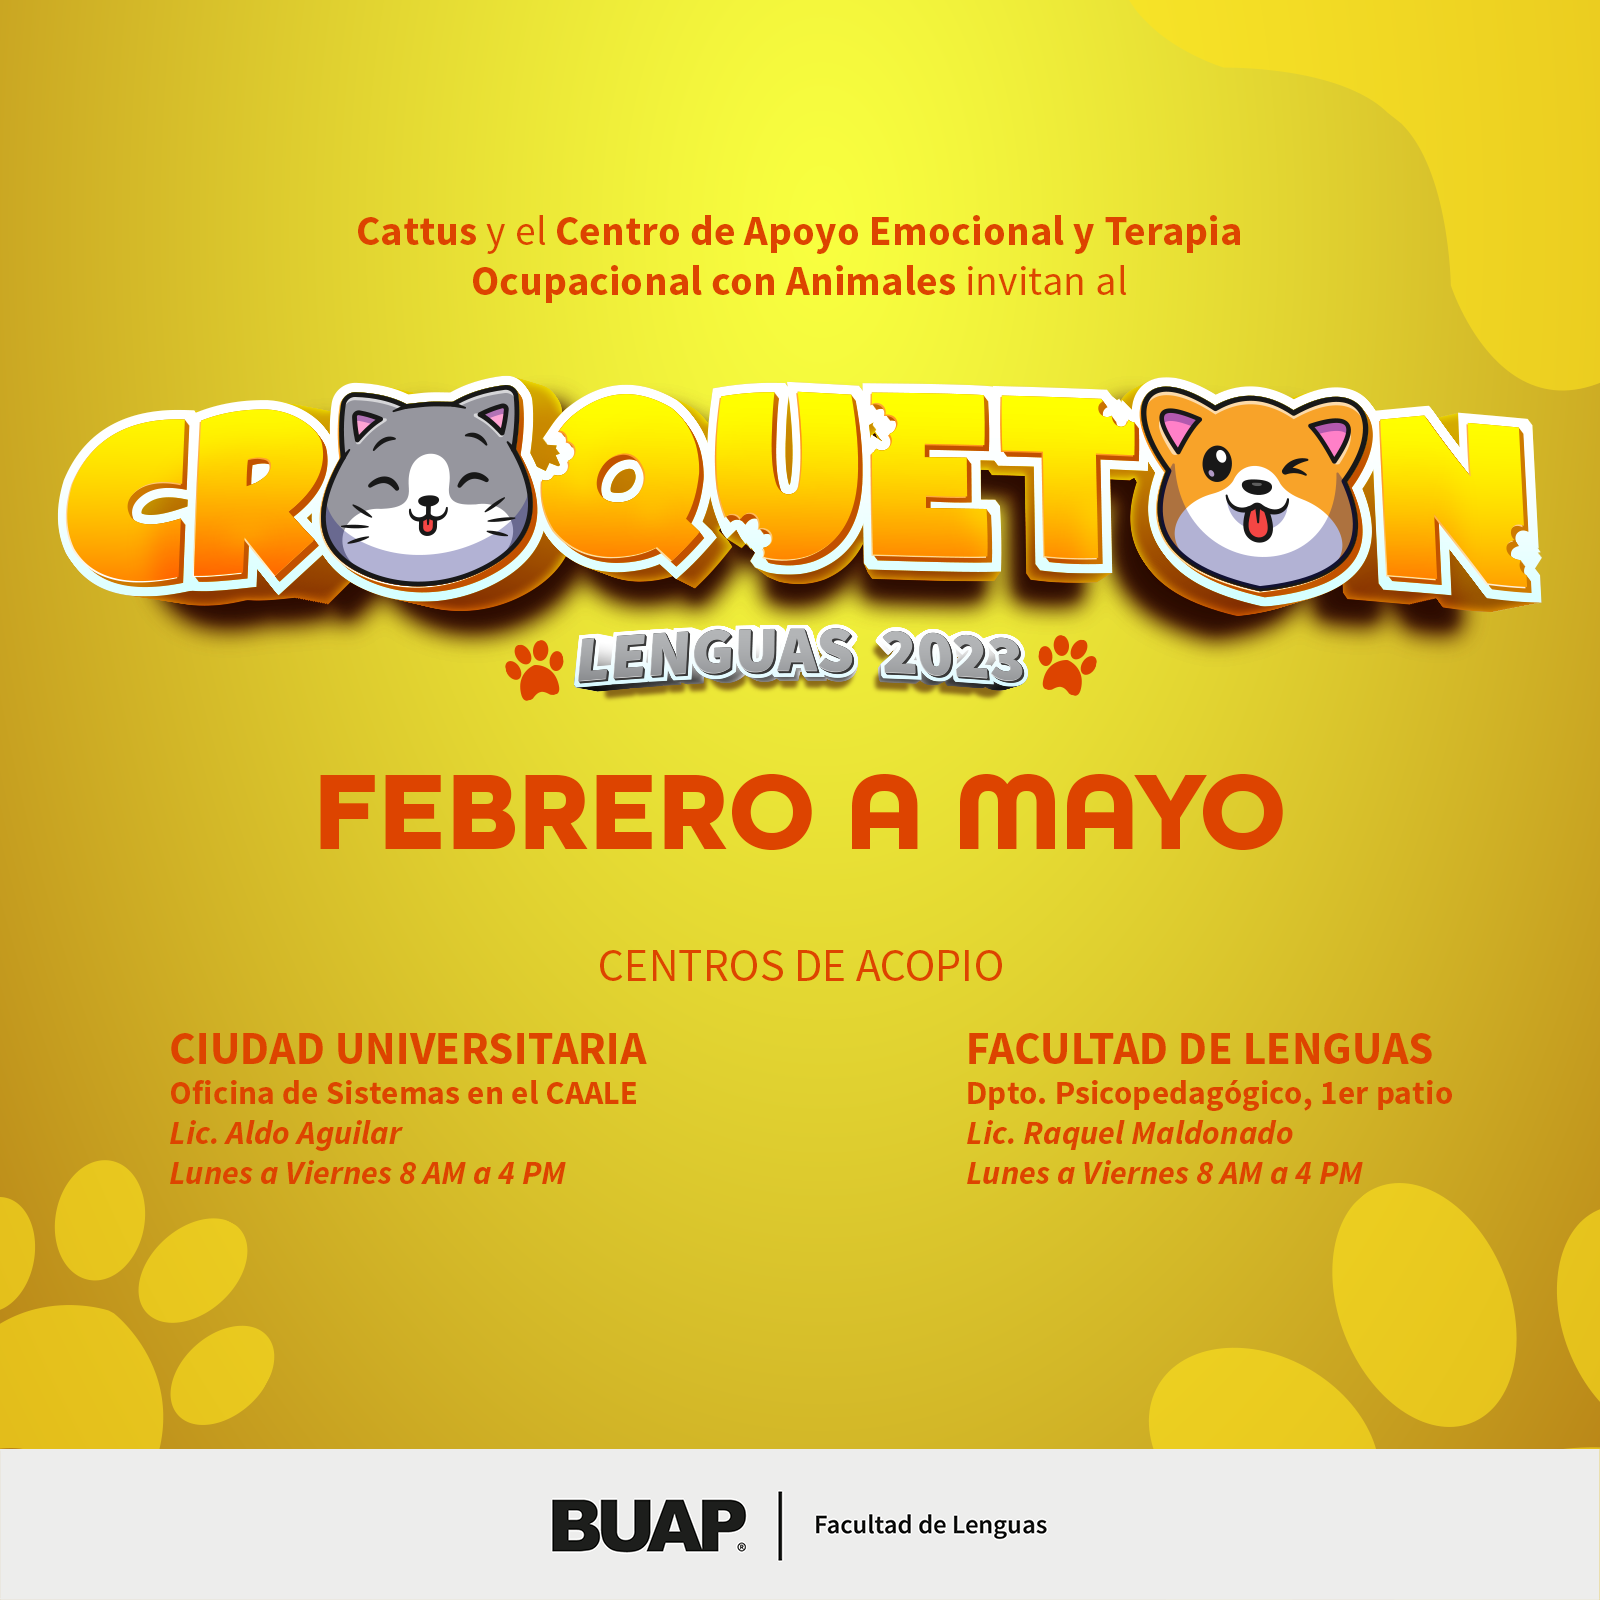 Cattus y el Centro de Apoyo Emocional y Terapia
Ocupacional con Animales invitan al
CROQUETON
LENGUAS 2023
FEBRERO A MAYO
CENTROS DE ACOPIO
CIUDAD UNIVERSITARIA
Oficina de Sistemas en el CAALE
Lic. Aldo Aguilar
Lunes a Viernes 8 AM a 4 PM
FACULTAD DE LENGUAS
Dpto. Psicopedagógico, 1er patio
Lic. Raquel Maldonado
Lunes a Viernes 8 AM a 4 PM
BUAP®
Facultad de Lenguas